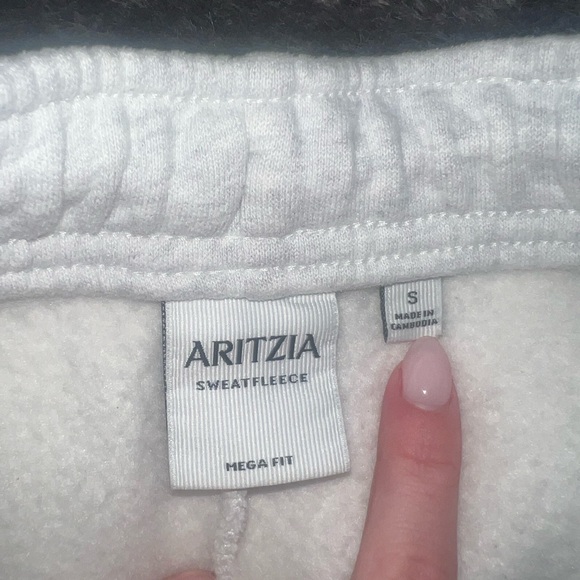 ARITZIA
SWEATFLEECE
MEGA FIT
S
MADE IN
CAMBODIA